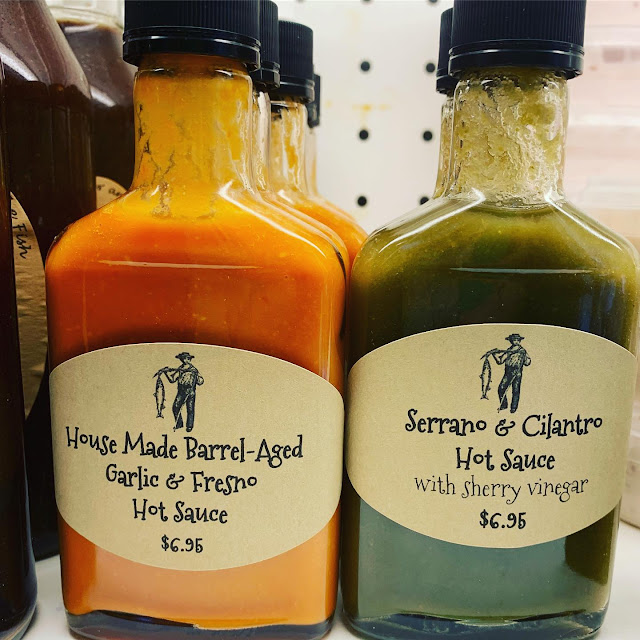 Fish
House Made Barrel-Aged
Garlic & Fresno
Hot Sauce
$6.95
Serrano & Cilantro
Hot Sauce
with sherry vinegar
$6.95